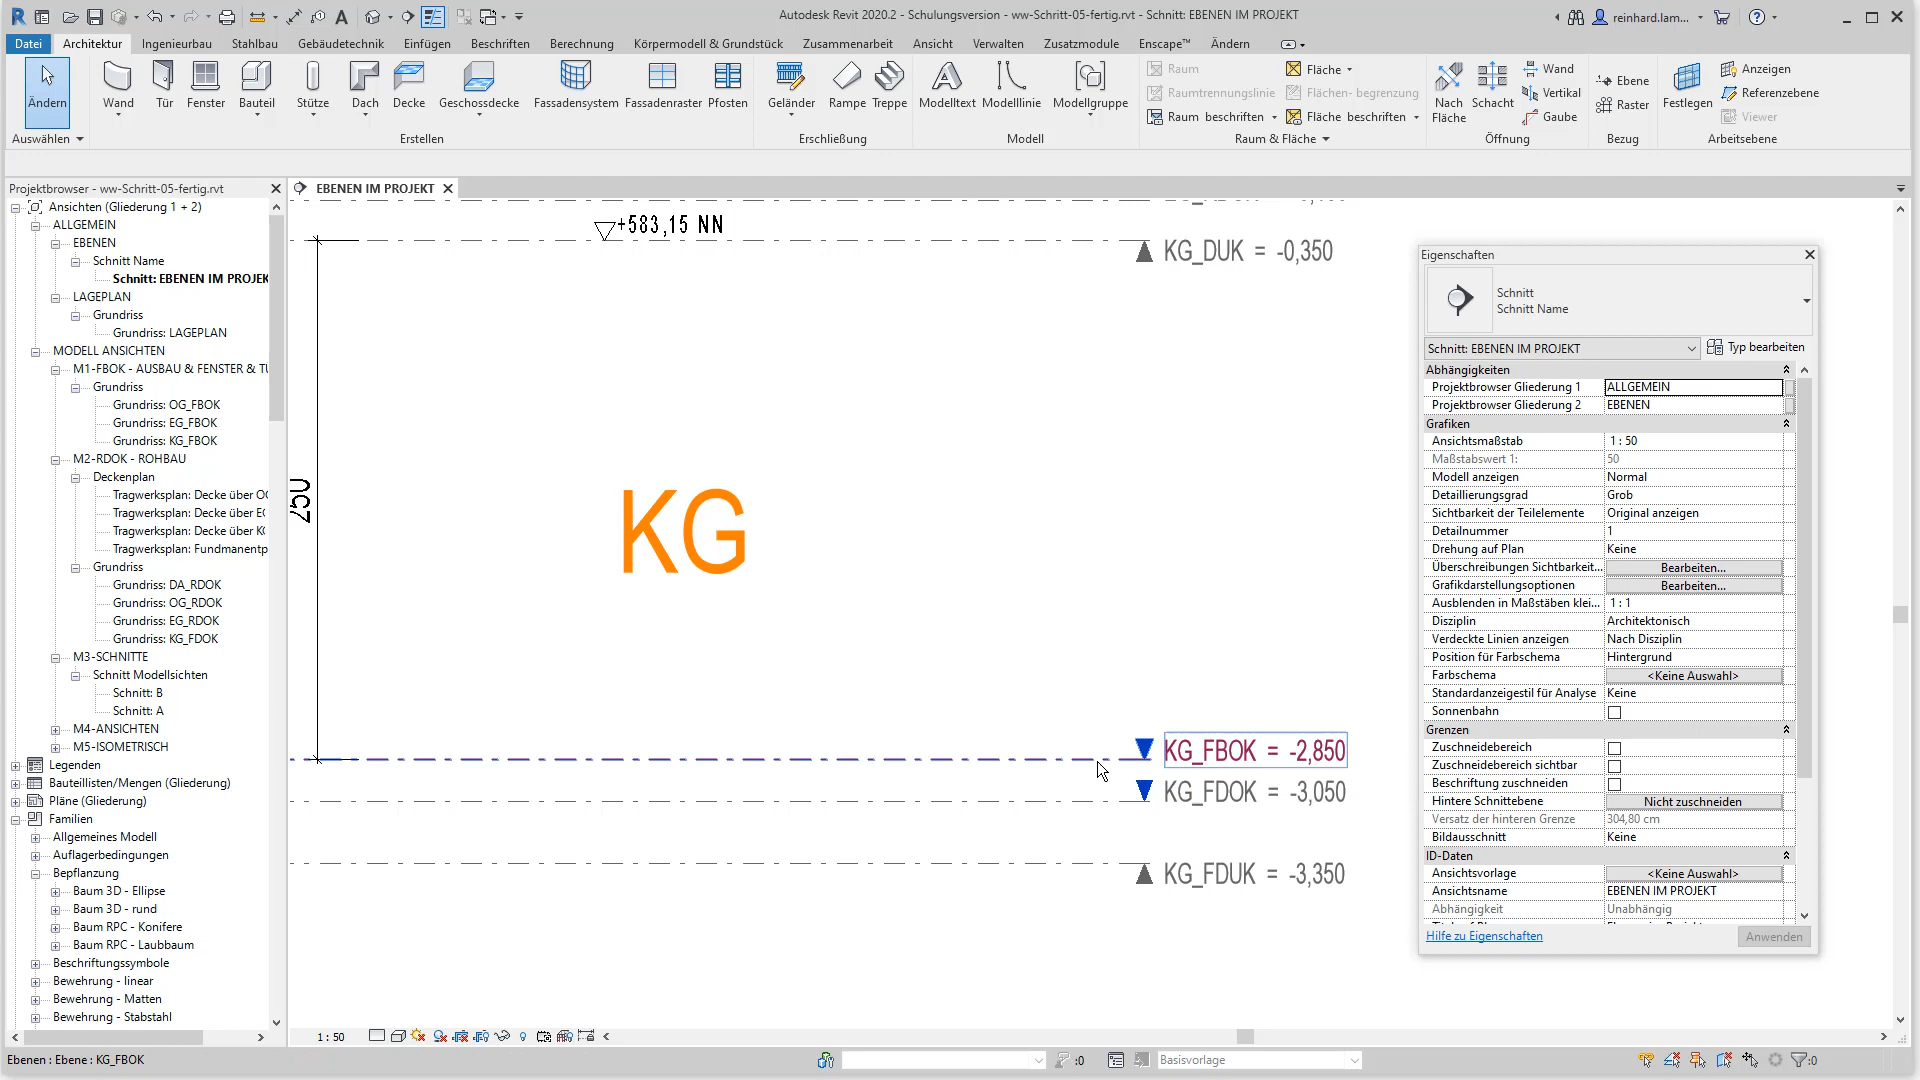 Autodesk Revit 2020.2 - Schulungsversion - ww-Schritt-05-fertig.rvt - Schnitt: EBENEN IM PROJEKT
reinhard.lam...
Datei Architektur Ingenieurbau Stahlbau Gebäudetechnik Einfügen Beschriften Berechnung Körpermodell & Grundstück Zusammenarbeit Ansicht Verwalten Zusatzmodule Enscape™ Ändern
Ändern Wand Tür Fenster Bauteil Stütze Dach Decke Geschossdecke Fassadensystem Fassadenraster Pfosten Geländer Rampe Treppe Modelltext Modelllinie Modellgruppe
Raum
Raumtrennungslinie
Raum beschriften
Fläche
Flächen- begrenzung
Fläche beschriften
Nach Fläche
Schacht
Wand
Vertikal
Gaube
Ebene
Raster
Festlegen
Anzeigen
Referenzebene
Viewer
Auswählen Erstellen Erschließung Modell Raum & Fläche Öffnung Bezug Arbeitsebene
Projektbrowser - ww-Schritt-05-fertig.rvt
EBENEN IM PROJEKT
Ansichten (Gliederung 1 + 2)
ALLGEMEIN
EBENEN
Schnitt Name
Schnitt: EBENEN IM PROJEK
LAGEPLAN
Grundriss
Grundriss: LAGEPLAN
MODELL ANSICHTEN
M1-FBOK - AUSBAU & FENSTER & TÜ
Grundriss
Grundriss: OG_FBOK
Grundriss: EG_FBOK
Grundriss: KG_FBOK
M2-RDOK - ROHBAU
Deckenplan
Tragwerksplan: Decke über OG
Tragwerksplan: Decke über EG
Tragwerksplan: Decke über KG
Tragwerksplan: Fundmanentp
Grundriss
Grundriss: DA_RDOK
Grundriss: OG_RDOK
Grundriss: EG_RDOK
Grundriss: KG_FDOK
M3-SCHNITTE
Schnitt Modellsichten
Schnitt: B
Schnitt: A
M4-ANSICHTEN
M5-ISOMETRISCH
Legenden
Bauteillisten/Mengen (Gliederung)
Pläne (Gliederung)
Familien
Allgemeines Modell
Auflagerbedingungen
Bepflanzung
Baum 3D - Ellipse
Baum 3D - rund
Baum RPC - Konifere
Baum RPC - Laubbaum
Beschriftungssymbole
Bewehrung - linear
Bewehrung - Matten
Bewehrung - Stabstahl
+583,15 NN
KG_DUK = -0,350
KG
KG_FBOK = -2,850
KG_FDOK = -3,050
KG_FDUK = -3,350
Eigenschaften
Schnitt
Schnitt Name
Schnitt: EBENEN IM PROJEKT
Typ bearbeiten
Abhängigkeiten
Projektbrowser Gliederung 1 ALLGEMEIN
Projektbrowser Gliederung 2 EBENEN
Grafiken
Ansichtsmaßstab 1 : 50
Maßstabswert 1: 50
Modell anzeigen Normal
Detaillierungsgrad Grob
Sichtbarkeit der Teilelemente Original anzeigen
Detailnummer 1
Drehung auf Plan Keine
Überschreibungen Sichtbarkeit... Bearbeiten...
Grafikdarstellungsoptionen Bearbeiten...
Ausblenden in Maßstäben klei... 1 : 1
Disziplin Architektonisch
Verdeckte Linien anzeigen Nach Disziplin
Position für Farbschema Hintergrund
Farbschema <Keine Auswahl>
Standardanzeigestil für Analyse Keine
Sonnenbahn
Grenzen
Zuschneidebereich
Zuschneidebereich sichtbar
Beschriftung zuschneiden
Hintere Schnittebene Nicht zuschneiden
Versatz der hinteren Grenze 304,80 cm
Bildausschnitt Keine
ID-Daten
Ansichtsvorlage <Keine Auswahl>
Ansichtsname EBENEN IM PROJEKT
Abhängigkeit Unabhängig
Hilfe zu Eigenschaften
Anwenden
1 : 50
Ebenen : Ebene : KG_FBOK
:0
Basisvorlage
:0